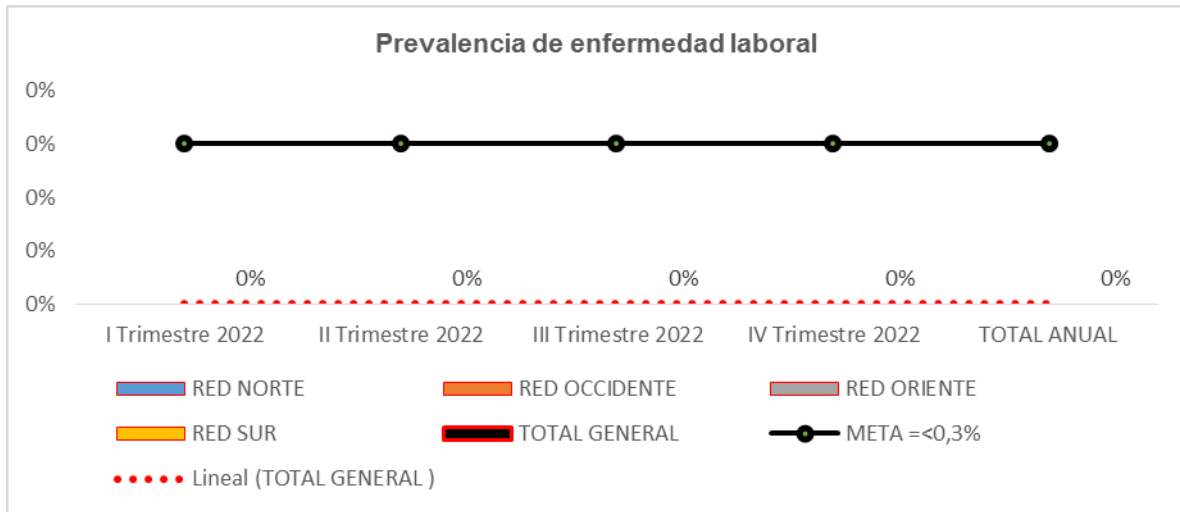 Prevalencia de enfermedad laboral
0%
0%
0%
0%
0%
0% 0% 0% 0% 0%
I Trimestre 2022 II Trimestre 2022 III Trimestre 2022 IV Trimestre 2022 TOTAL ANUAL
RED NORTE RED OCCIDENTE RED ORIENTE
RED SUR TOTAL GENERAL META =<0,3%
Lineal (TOTAL GENERAL )